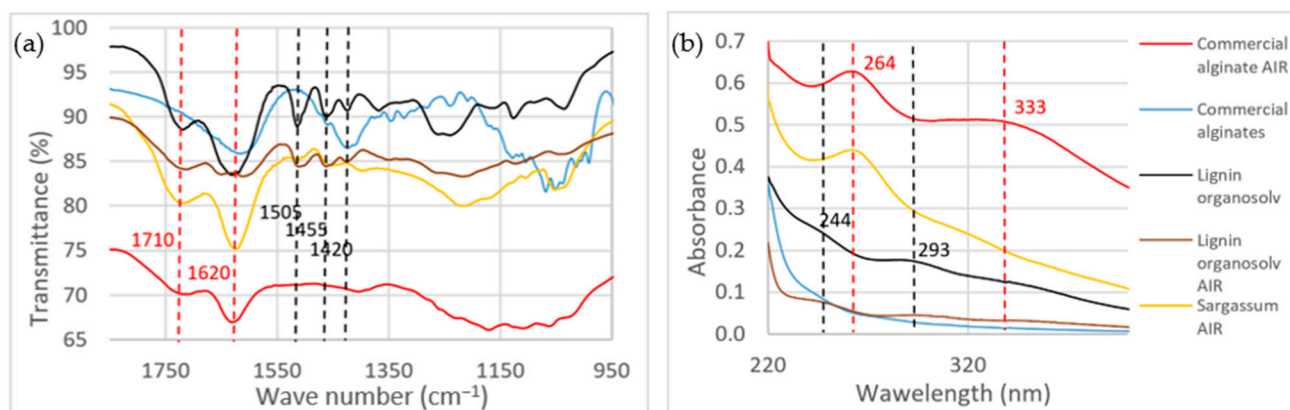 (a)
100
95
90
85
80
75
70
65
Transmittance (%)
1710
1620
1505
1455
1420
1750
1550
1350
1150
950
Wave number (cm⁻¹)
(b)
0.7
0.6
0.5
0.4
0.3
0.2
0.1
0.0
Absorbance
264
333
244
293
220
320
Wawelength (nm)
Commercial
alginate AIR
Commercial
alginates
Lignin
organosolv
Lignin
organosolv
AIR
Sargassum
AIR